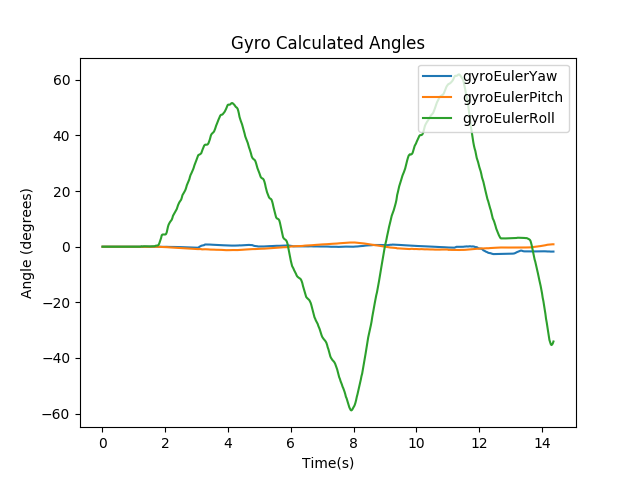 Gyro Calculated Angles
gyroEulerYaw
gyroEulerPitch
gyroEulerRoll
Angle (degrees)
60
40
20
0
−20
−40
−60
0 2 4 6 8 10 12 14
Time(s)